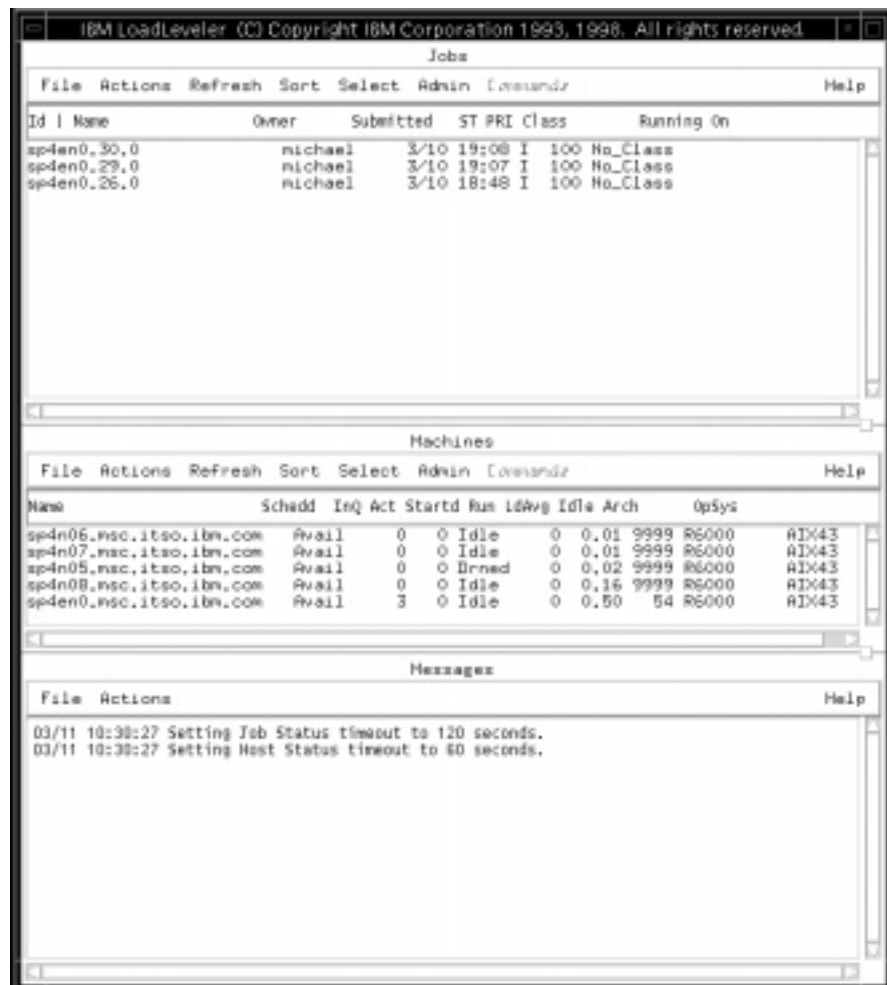 IBM LoadLeveler (C) Copyright IBM Corporation 1993, 1998. All rights reserved.
Jobs
File Actions Refresh Sort Select Admin Commands Help
Id | Name Owner Submitted ST PRI Class Running On
sp4en0.30.0 michael 3/10 19:08 I 100 No_Class
sp4en0.29.0 michael 3/10 19:07 I 100 No_Class
sp4en0.26.0 michael 3/10 18:48 I 100 No_Class
Machines
File Actions Refresh Sort Select Admin Commands Help
Name Schedd InQ Act Startd Run LdAvg Idle Arch OpSys
sp4n06.msc.itso.ibm.com Avail 0 0 Idle 0 0.01 9999 R6000 AIX43
sp4n07.msc.itso.ibm.com Avail 0 0 Idle 0 0.01 9999 R6000 AIX43
sp4n05.msc.itso.ibm.com Avail 0 0 Drned 0 0.02 9999 R6000 AIX43
sp4n08.msc.itso.ibm.com Avail 0 0 Idle 0 0.16 9999 R6000 AIX43
sp4en0.msc.itso.ibm.com Avail 3 0 Idle 0 0.50 54 R6000 AIX43
Messages
File Actions Help
03/11 10:30:27 Setting Job Status timeout to 120 seconds.
03/11 10:30:27 Setting Host Status timeout to 60 seconds.